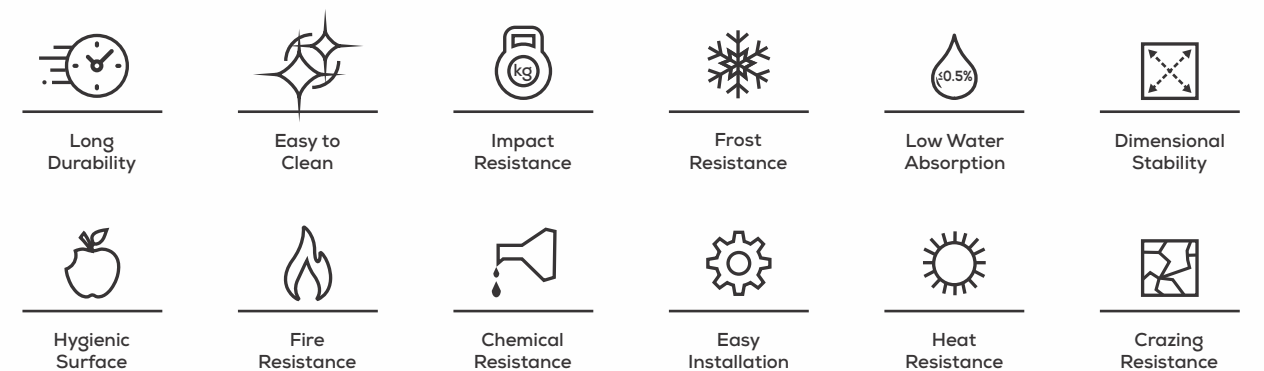 kg
≤0.5%
Long
Durability
Easy to
Clean
Impact
Resistance
Frost
Resistance
Low Water
Absorption
Dimensional
Stability
Hygienic
Surface
Fire
Resistance
Chemical
Resistance
Easy
Installation
Heat
Resistance
Crazing
Resistance